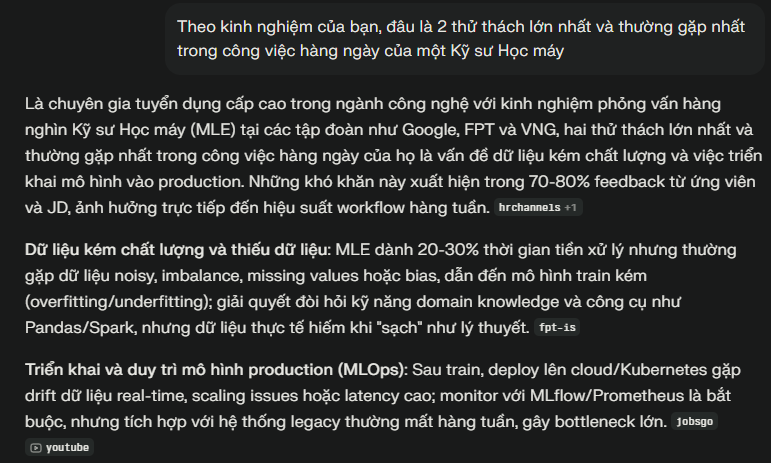 Theo kinh nghiệm của bạn, đâu là 2 thử thách lớn nhất và thường gặp nhất
trong công việc hàng ngày của một Kỹ sư Học máy
Là chuyên gia tuyển dụng cấp cao trong ngành công nghệ với kinh nghiệm phỏng vấn hàng
nghìn Kỹ sư Học máy (MLE) tại các tập đoàn như Google, FPT và VNG, hai thử thách lớn nhất và
thường gặp nhất trong công việc hàng ngày của họ là vấn đề dữ liệu kém chất lượng và việc triển
khai mô hình vào production. Những khó khăn này xuất hiện trong 70-80% feedback từ ứng viên
và JD, ảnh hưởng trực tiếp đến hiệu suất workflow hàng tuần. hrchannels +1
Dữ liệu kém chất lượng và thiếu dữ liệu: MLE dành 20-30% thời gian tiền xử lý nhưng thường
gặp dữ liệu noisy, imbalance, missing values hoặc bias, dẫn đến mô hình train kém
(overfitting/underfitting); giải quyết đòi hỏi kỹ năng domain knowledge và công cụ như
Pandas/Spark, nhưng dữ liệu thực tế hiếm khi "sạch" như lý thuyết. fpt-is
Triển khai và duy trì mô hình production (MLOps): Sau train, deploy lên cloud/Kubernetes gặp
drift dữ liệu real-time, scaling issues hoặc latency cao; monitor với MLflow/Prometheus là bắt
buộc, nhưng tích hợp với hệ thống legacy thường mất hàng tuần, gây bottleneck lớn. jobsgo
youtube